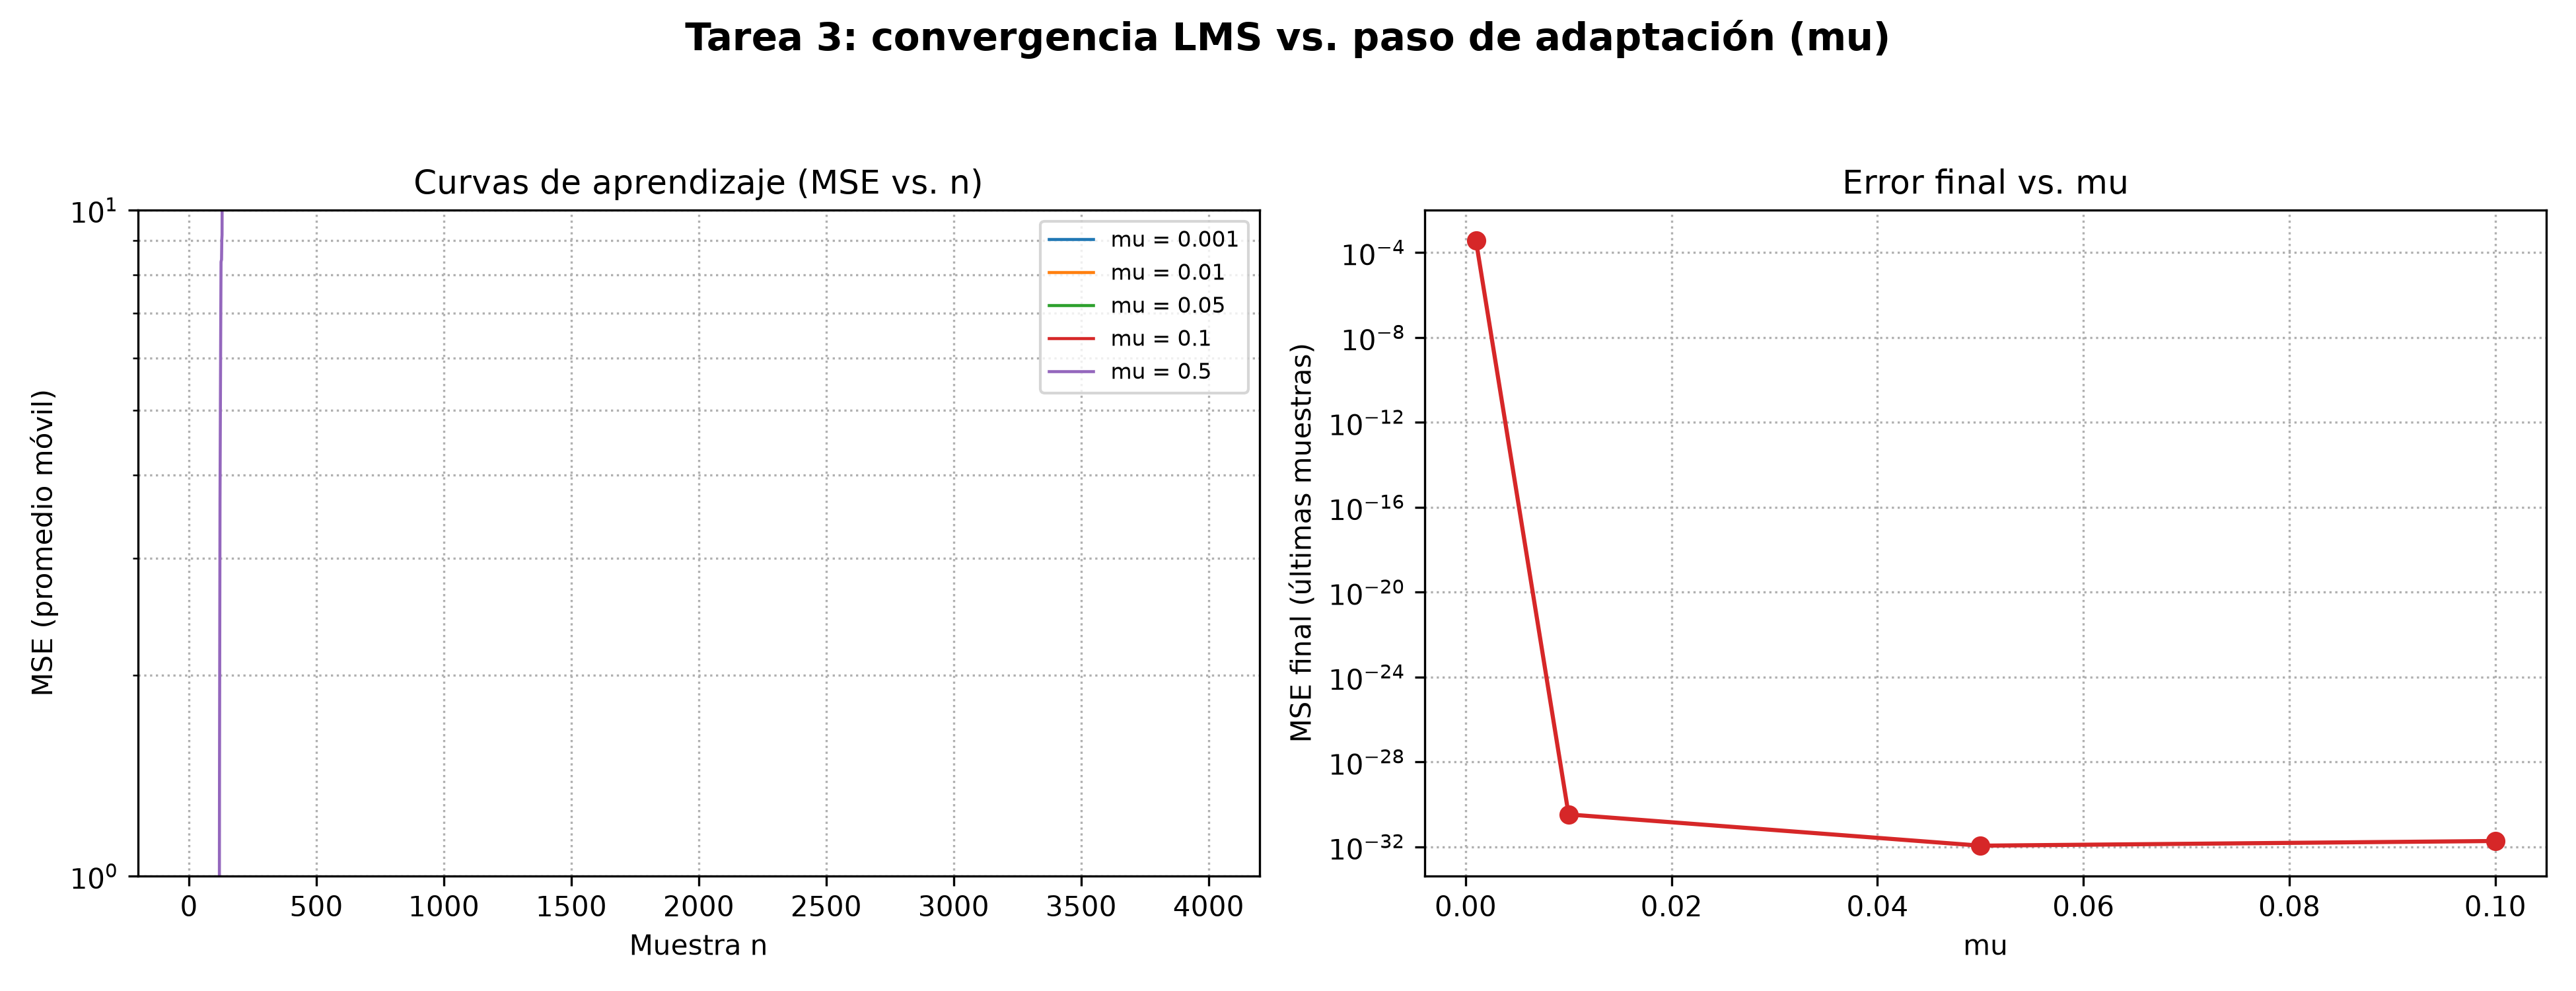 Tarea 3: convergencia LMS vs. paso de adaptación (mu)
Curvas de aprendizaje (MSE vs. n)
MSE (promedio móvil)
10¹
10⁰
mu = 0.001
mu = 0.01
mu = 0.05
mu = 0.1
mu = 0.5
0 500 1000 1500 2000 2500 3000 3500 4000
Muestra n
Error final vs. mu
MSE final (últimas muestras)
10⁻⁴
10⁻⁸
10⁻¹²
10⁻¹⁶
10⁻²⁰
10⁻²⁴
10⁻²⁸
10⁻³²
0.00 0.02 0.04 0.06 0.08 0.10
mu